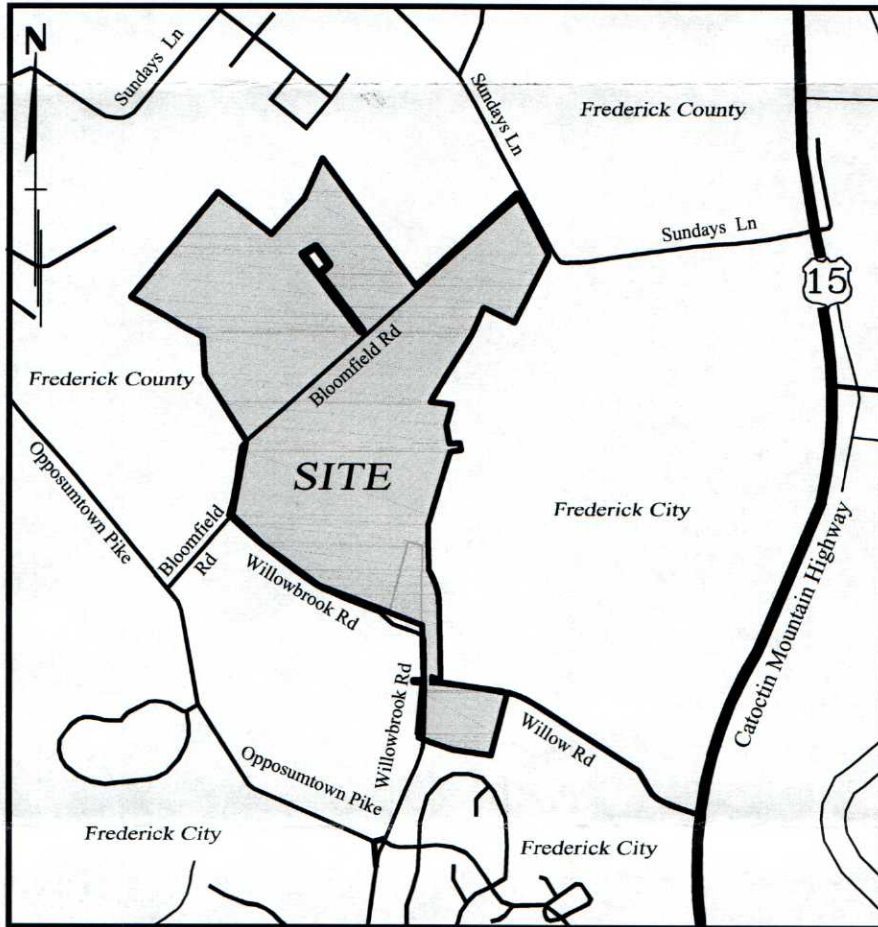 N
Sundays Ln
Sundays Ln
Frederick County
Sundays Ln
15
Bloomfield Rd
Frederick County
SITE
Opposumtown Pike
Bloomfield
Rd
Frederick City
Willowbrook Rd
Catoctin Mountain Highway
Willowbrook Rd
Willow Rd
Opposumtown Pike
Frederick City
Frederick City